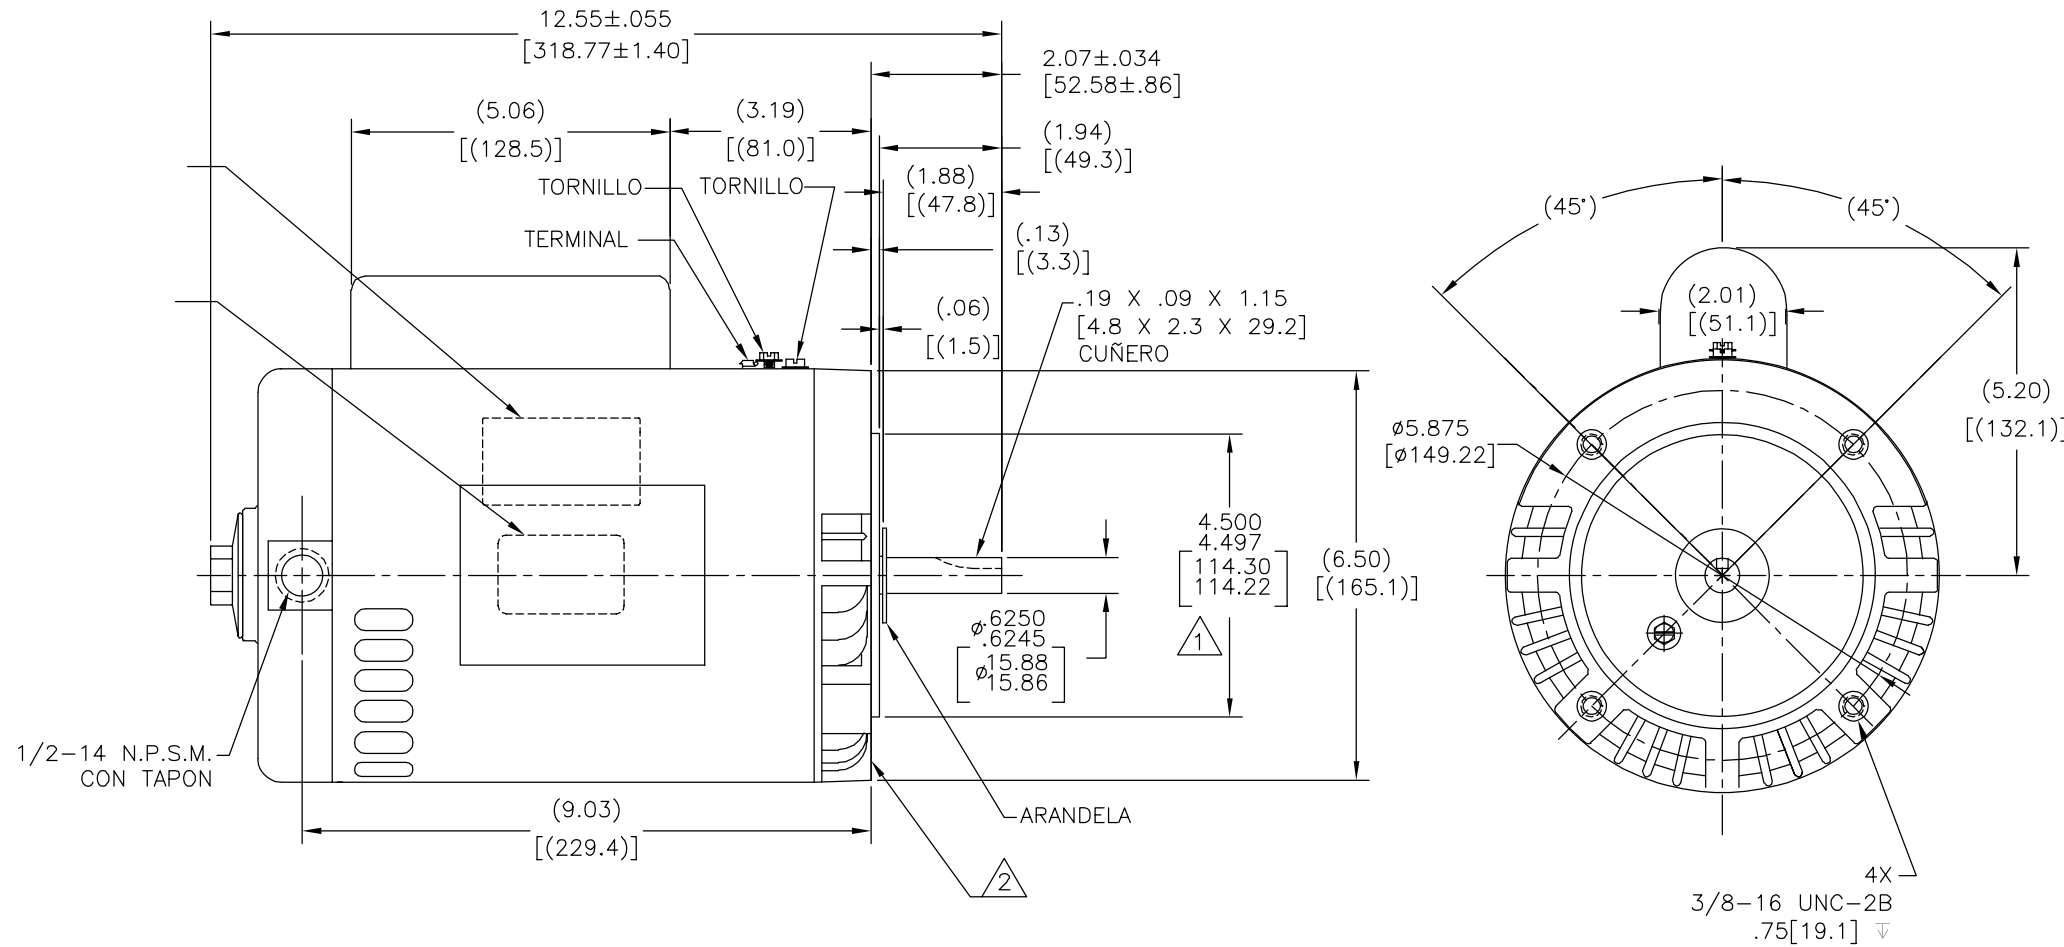 12.55±.055
[318.77±1.40]
2.07±.034
[52.58±.86]
(5.06)
[(128.5)]
(3.19)
[(81.0)]
(1.94)
[(49.3)]
TORNILLO
TORNILLO
(1.88)
[(47.8)]
TERMINAL
(.13)
[(3.3)]
(.06)
[(1.5)]
.19 X .09 X 1.15
[4.8 X 2.3 X 29.2]
CUÑERO
4.500
4.497
[114.30
114.22]
1
(6.50)
[(165.1)]
ø.6250
.6245
[ø15.88
15.86]
1/2-14 N.P.S.M.
CON TAPON
(9.03)
[(229.4)]
ARANDELA
2
(45°)
(45°)
(2.01)
[(51.1)]
(5.20)
[(132.1)]
ø5.875
[ø149.22]
4X
3/8-16 UNC-2B
.75[19.1] ↧